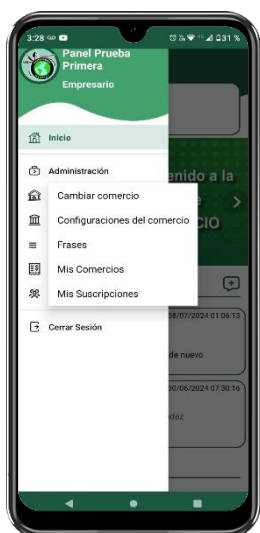 3:28
31 %
Panel Prueba
Primera
Empresario
Inicio
enido a la
CIO
Administración
Cambiar comercio
Configuraciones del comercio
Frases
Mis Comercios
Mis Suscripciones
08/07/2024 01:06:13
de nuevo
Cerrar Sesión
30/06/2024 07:30:16
dez